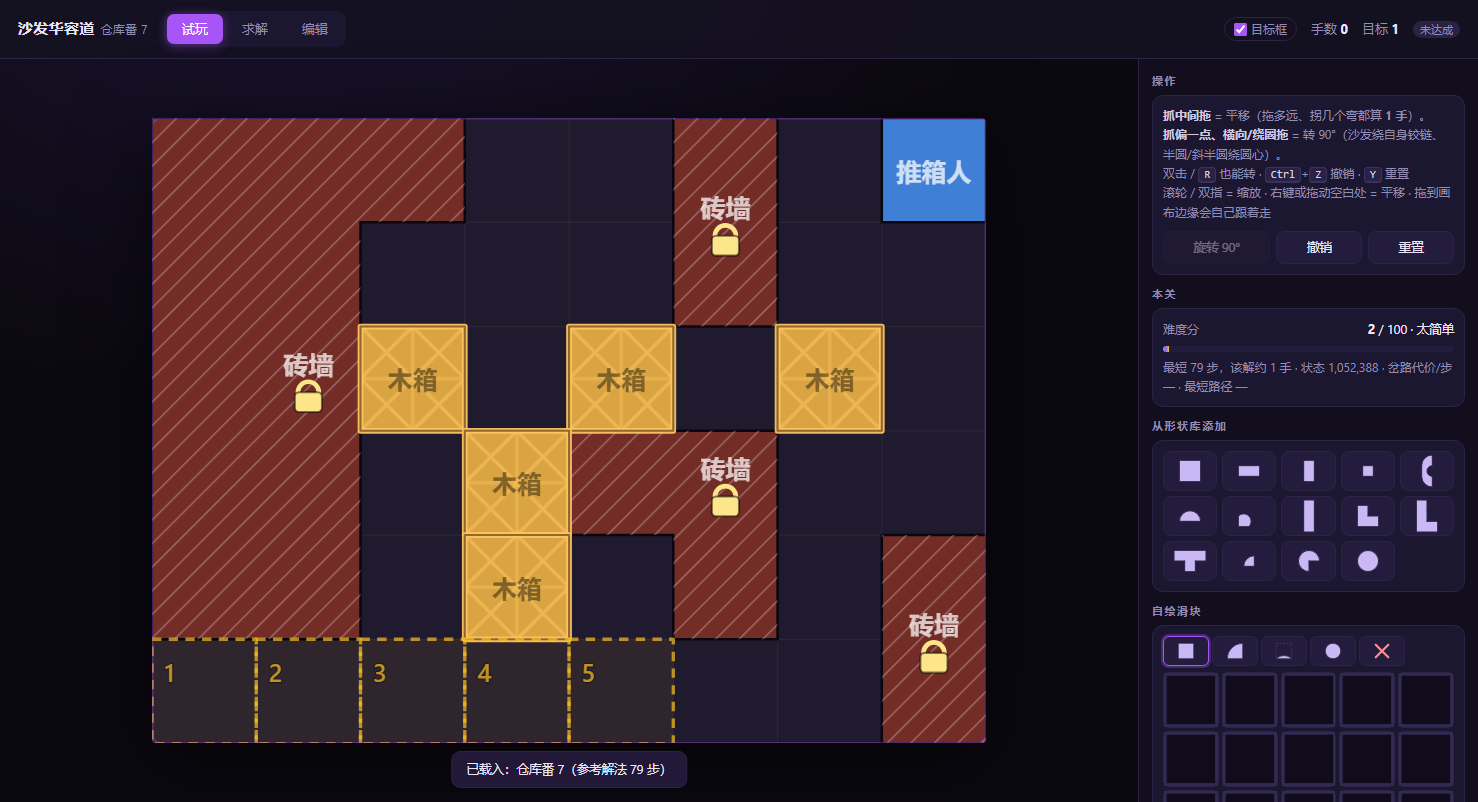 沙发华容道 仓库番 7 试玩 求解 编辑 目标框 手数 0 目标 1 未达成
操作
抓中间拖 = 平移（拖多远、拐几个弯都算 1 手）。
抓偏一点、横向/绕圆拖 = 转 90°（沙发绕自身铰链、
半圆/斜半圆绕圆心）。
双击 / R 也能转 · Ctrl + Z 撤销 · Y 重置
滚轮 / 双指 = 缩放 · 右键或拖动空白处 = 平移 · 拖到画
布边缘会自己跟着走
旋转 90° 撤销 重置
本关
难度分 2 / 100 · 太简单
最短 79 步，该解约 1 手 · 状态 1,052,388 · 岔路代价/步
— · 最短路径 —
从形状库添加
自绘滑块
推箱人
砖墙
砖墙
木箱
木箱
木箱
木箱
砖墙
木箱
砖墙
1 2 3 4 5
已载入：仓库番 7（参考解法 79 步）